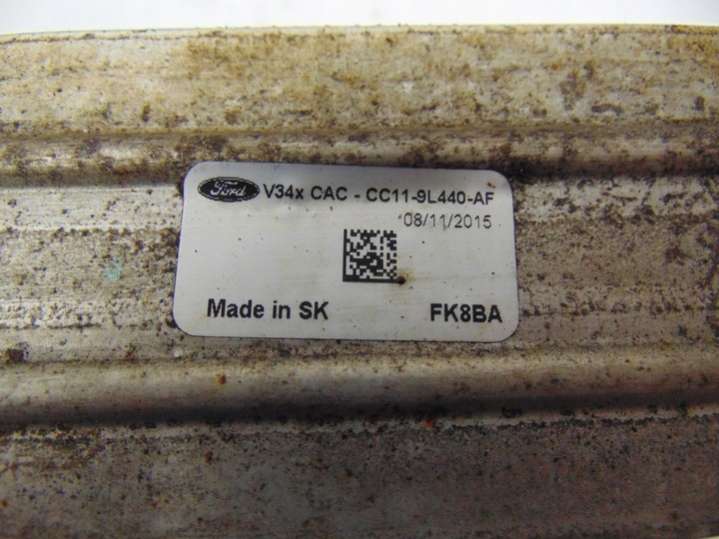 Ford V34x CAC - CC11-9L440-AF
08/11/2015
Made in SK FK8BA